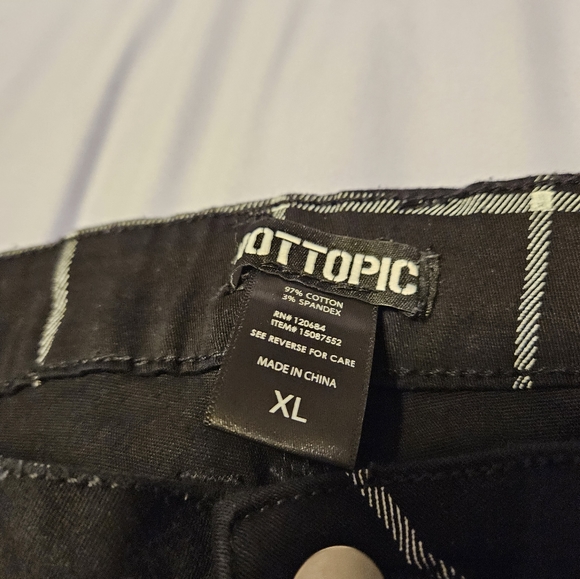 HOTTOPIC
97% COTTON
3% SPANDEX
RN# 120684
ITEM# 15087552
SEE REVERSE FOR CARE
MADE IN CHINA
XL